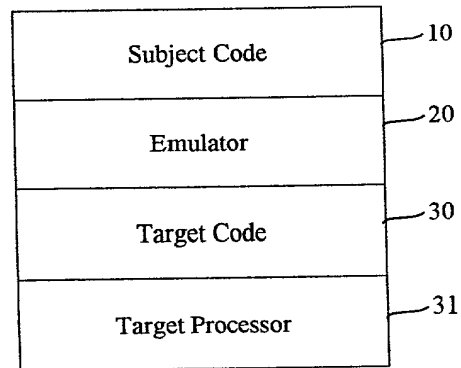 Subject Code
10
Emulator
20
Target Code
30
Target Processor
31